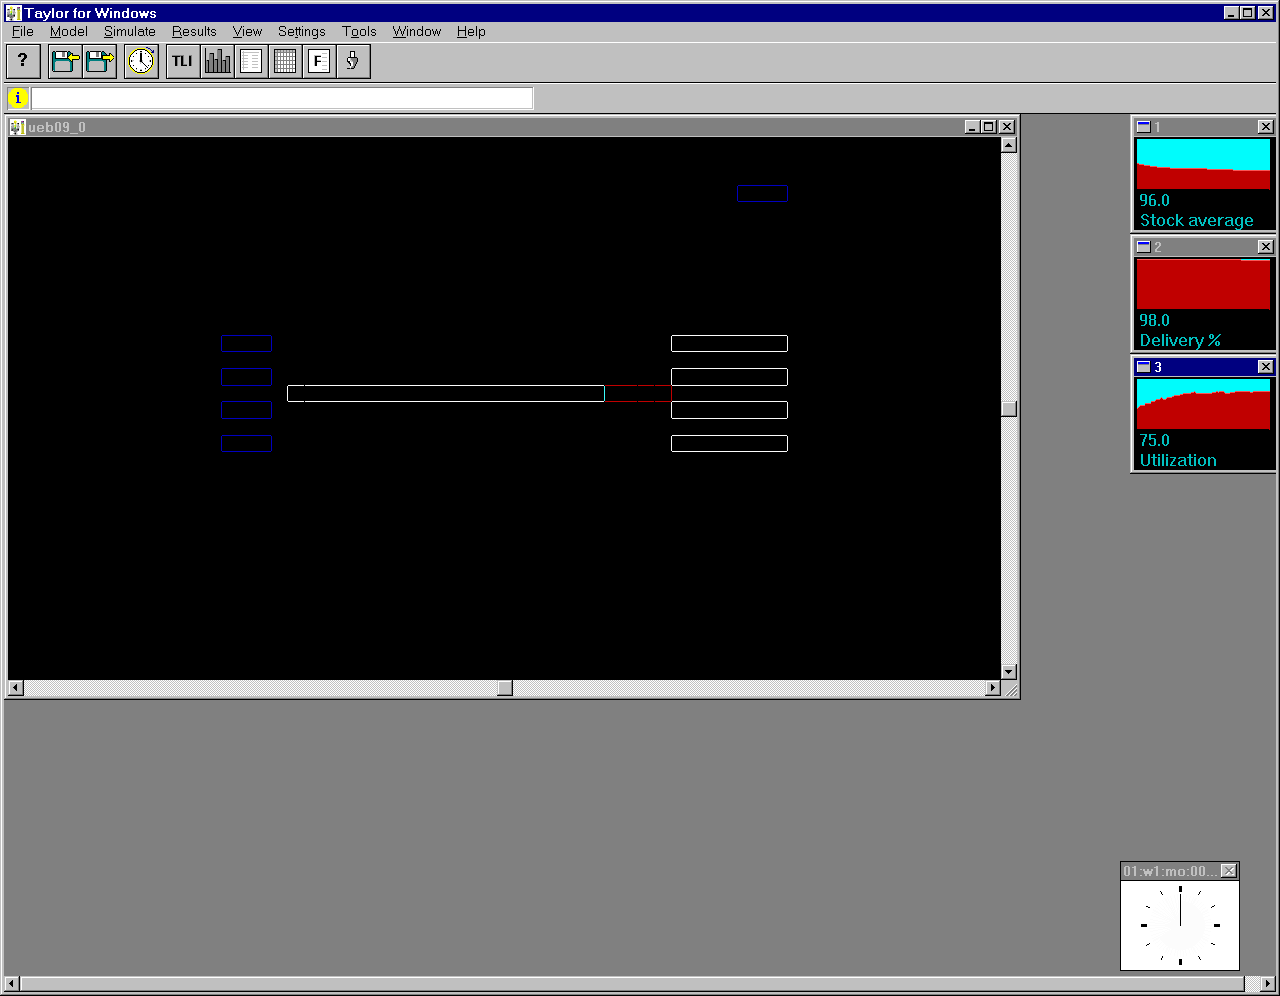 Taylor for Windows
File Model Simulate Results View Settings Tools Window Help
? TLI F
i
ueb09_0
1
96.0
Stock average
2
98.0
Delivery %
3
75.0
Utilization
01:w1:mo:00...